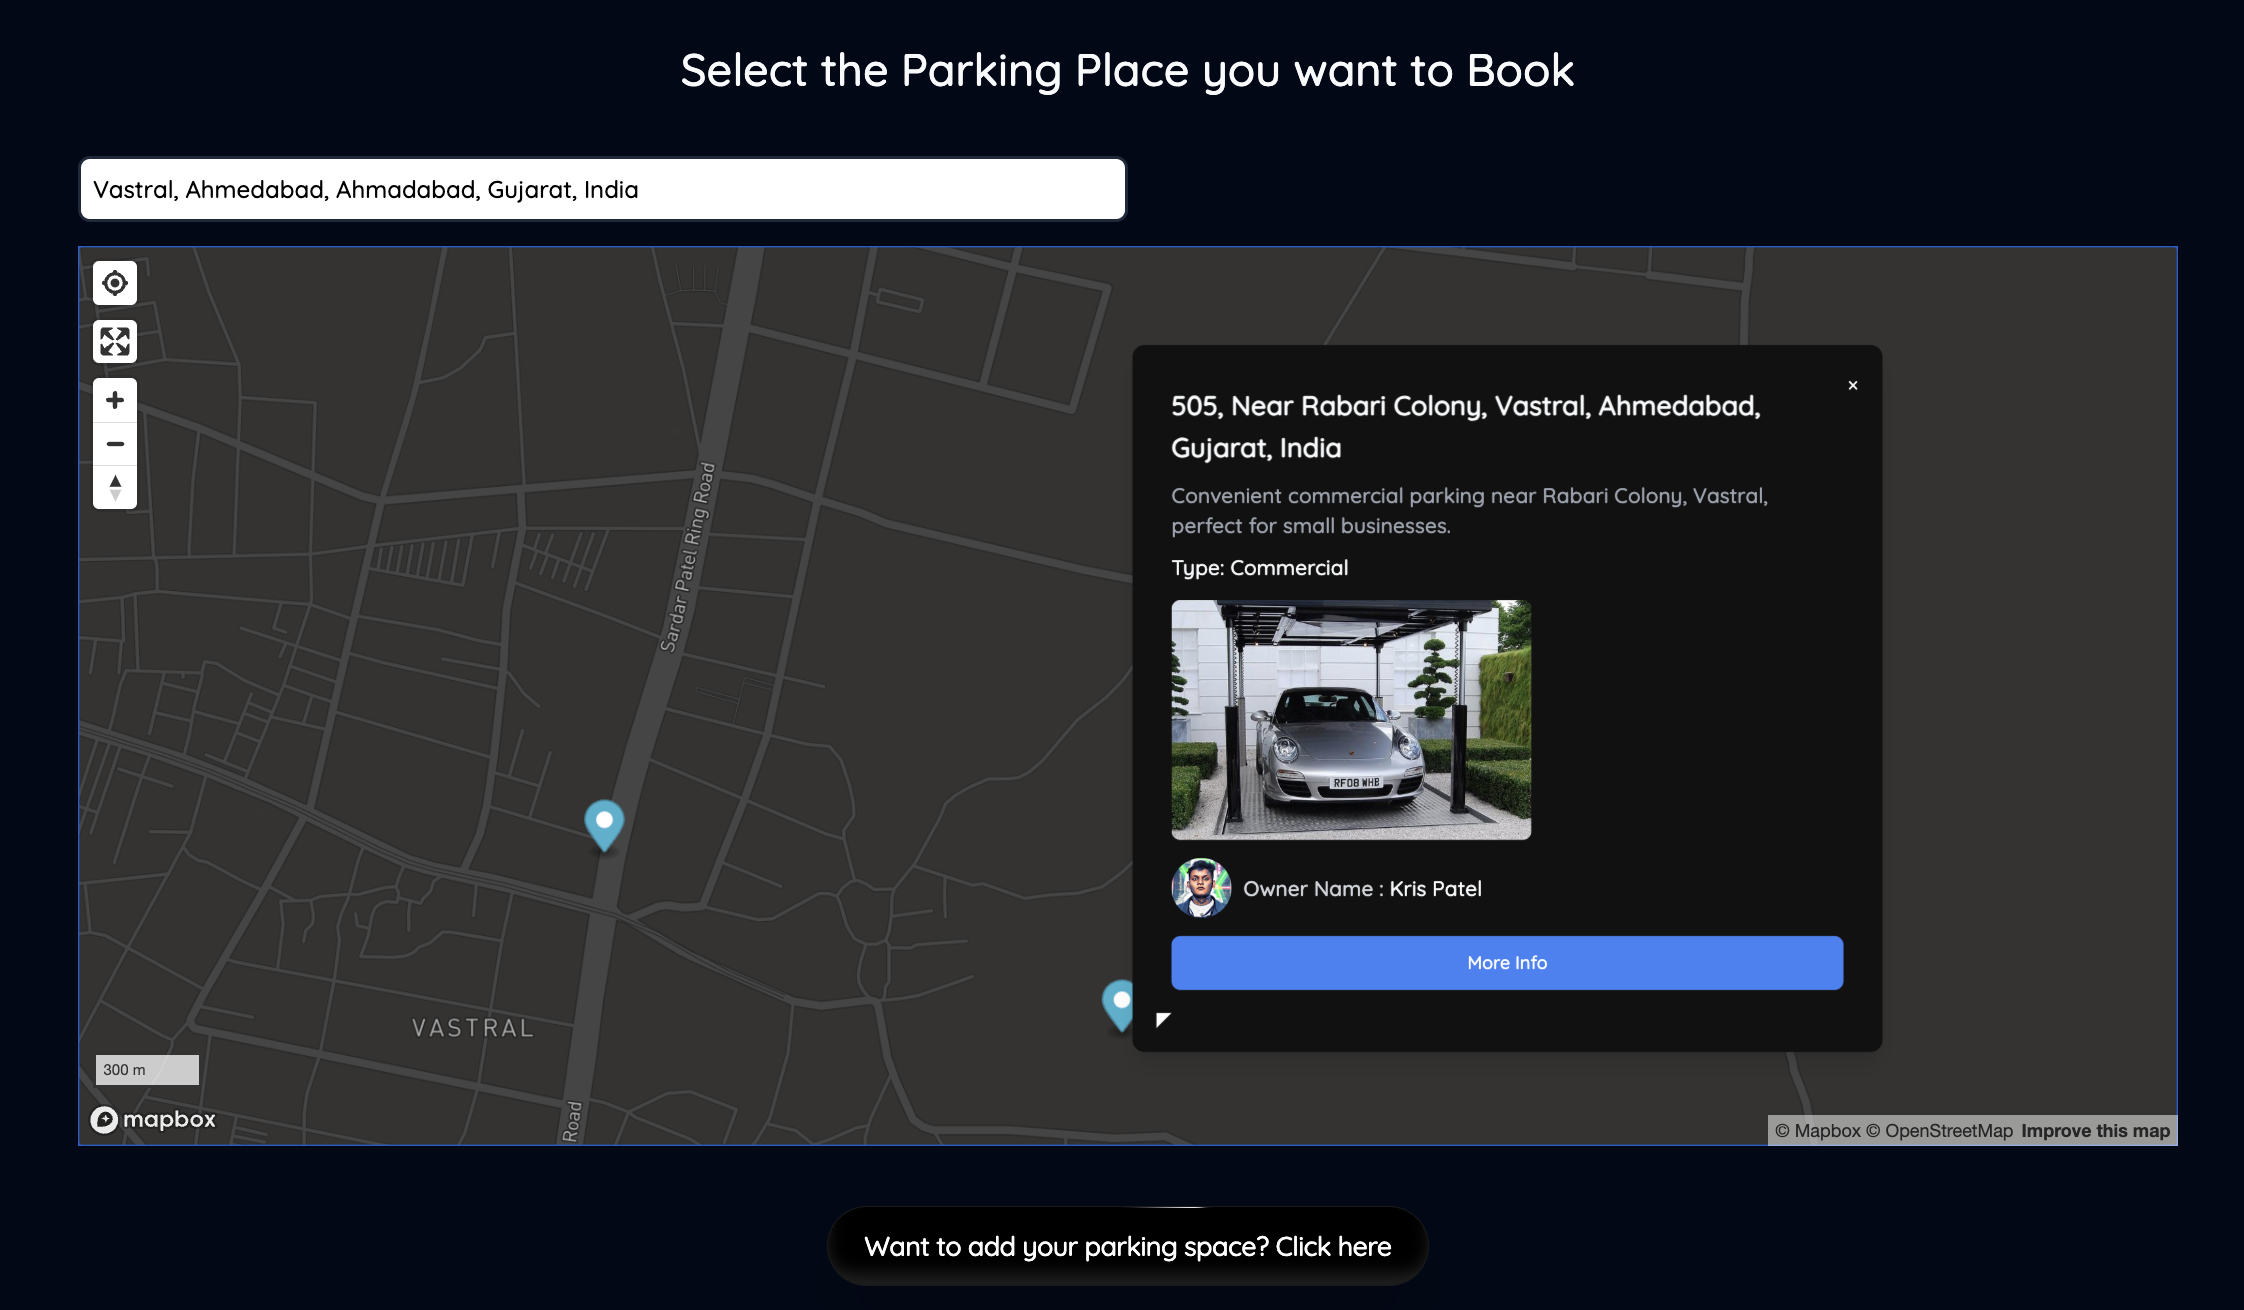 Select the Parking Place you want to Book
Vastral, Ahmedabad, Ahmadabad, Gujarat, India
505, Near Rabari Colony, Vastral, Ahmedabad,
Gujarat, India
Convenient commercial parking near Rabari Colony, Vastral,
perfect for small businesses.
Type: Commercial
RF08 WHB
Owner Name : Kris Patel
More Info
Sardar Patel Ring Road
VASTRAL
Road
300 m
mapbox
© Mapbox © OpenStreetMap Improve this map
Want to add your parking space? Click here